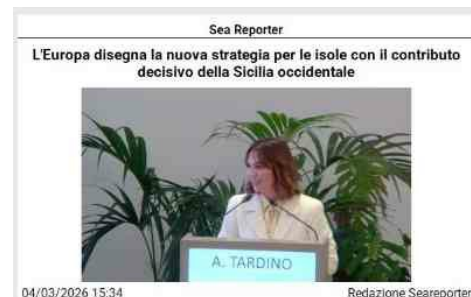 Sea Reporter
L'Europa disegna la nuova strategia per le isole con il contributo
decisivo della Sicilia occidentale
A. TARDINO
04/03/2026 15:34
Redazione Seareporter